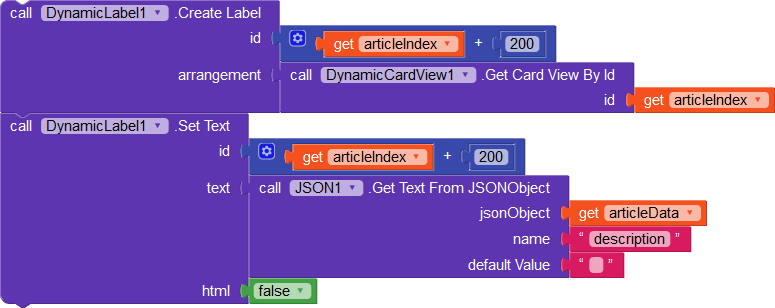 call DynamicLabel1 .Create Label
id get articleIndex + 200
arrangement call DynamicCardView1 .Get Card View By Id
id get articleIndex
call DynamicLabel1 .Set Text
id get articleIndex + 200
text call JSON1 .Get Text From JSONObject
jsonObject get articleData
name “ description ”
default Value “ ”
html false